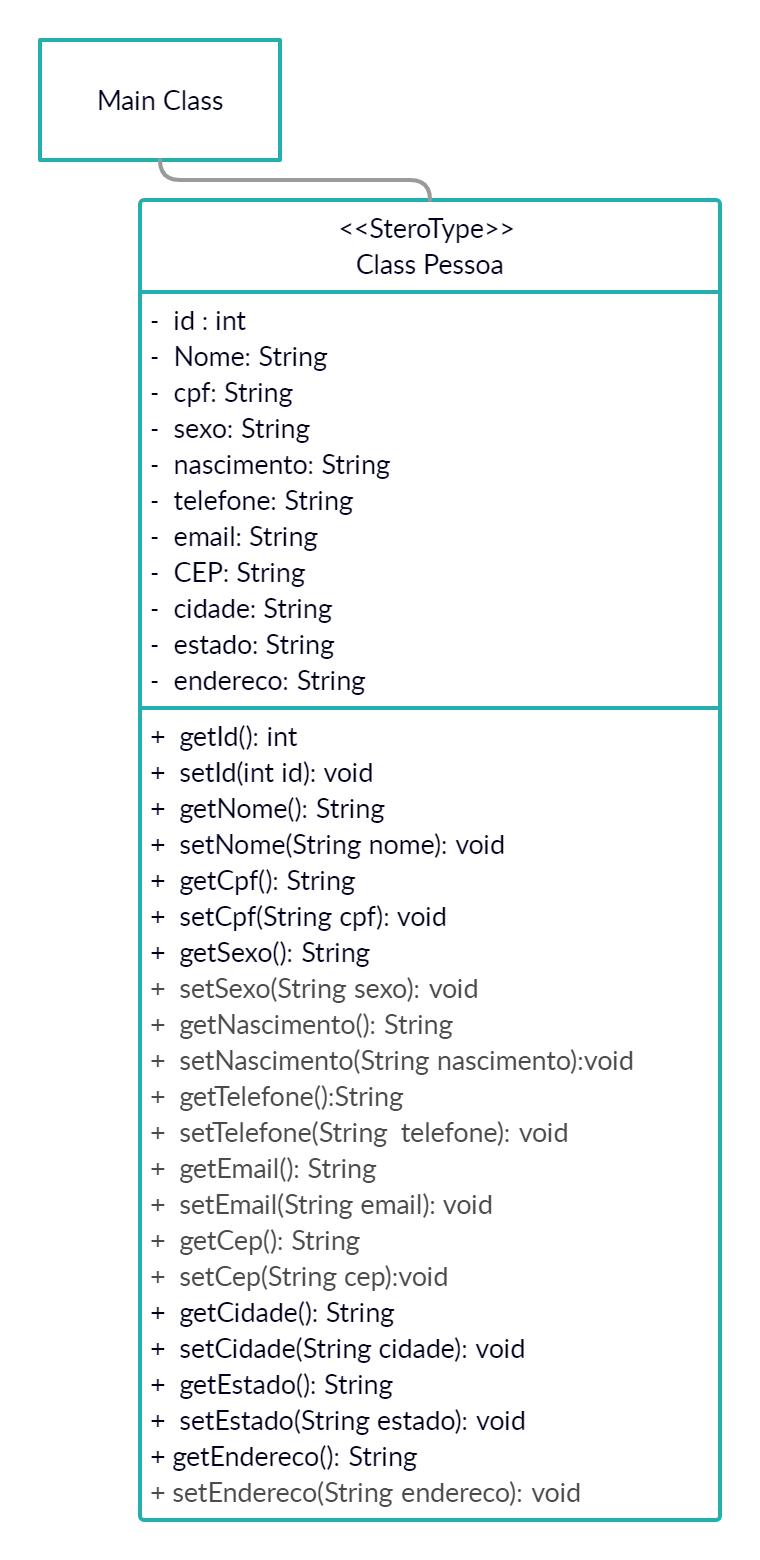 Main Class
<<SteroType>>
Class Pessoa
- id : int
- Nome: String
- cpf: String
- sexo: String
- nascimento: String
- telefone: String
- email: String
- CEP: String
- cidade: String
- estado: String
- endereco: String
+ getId(): int
+ setId(int id): void
+ getNome(): String
+ setNome(String nome): void
+ getCpf(): String
+ setCpf(String cpf): void
+ getSexo(): String
+ setSexo(String sexo): void
+ getNascimento(): String
+ setNascimento(String nascimento):void
+ getTelefone():String
+ setTelefone(String  telefone): void
+ getEmail(): String
+ setEmail(String email): void
+ getCep(): String
+ setCep(String cep):void
+ getCidade(): String
+ setCidade(String cidade): void
+ getEstado(): String
+ setEstado(String estado): void
+ getEndereco(): String
+ setEndereco(String endereco): void